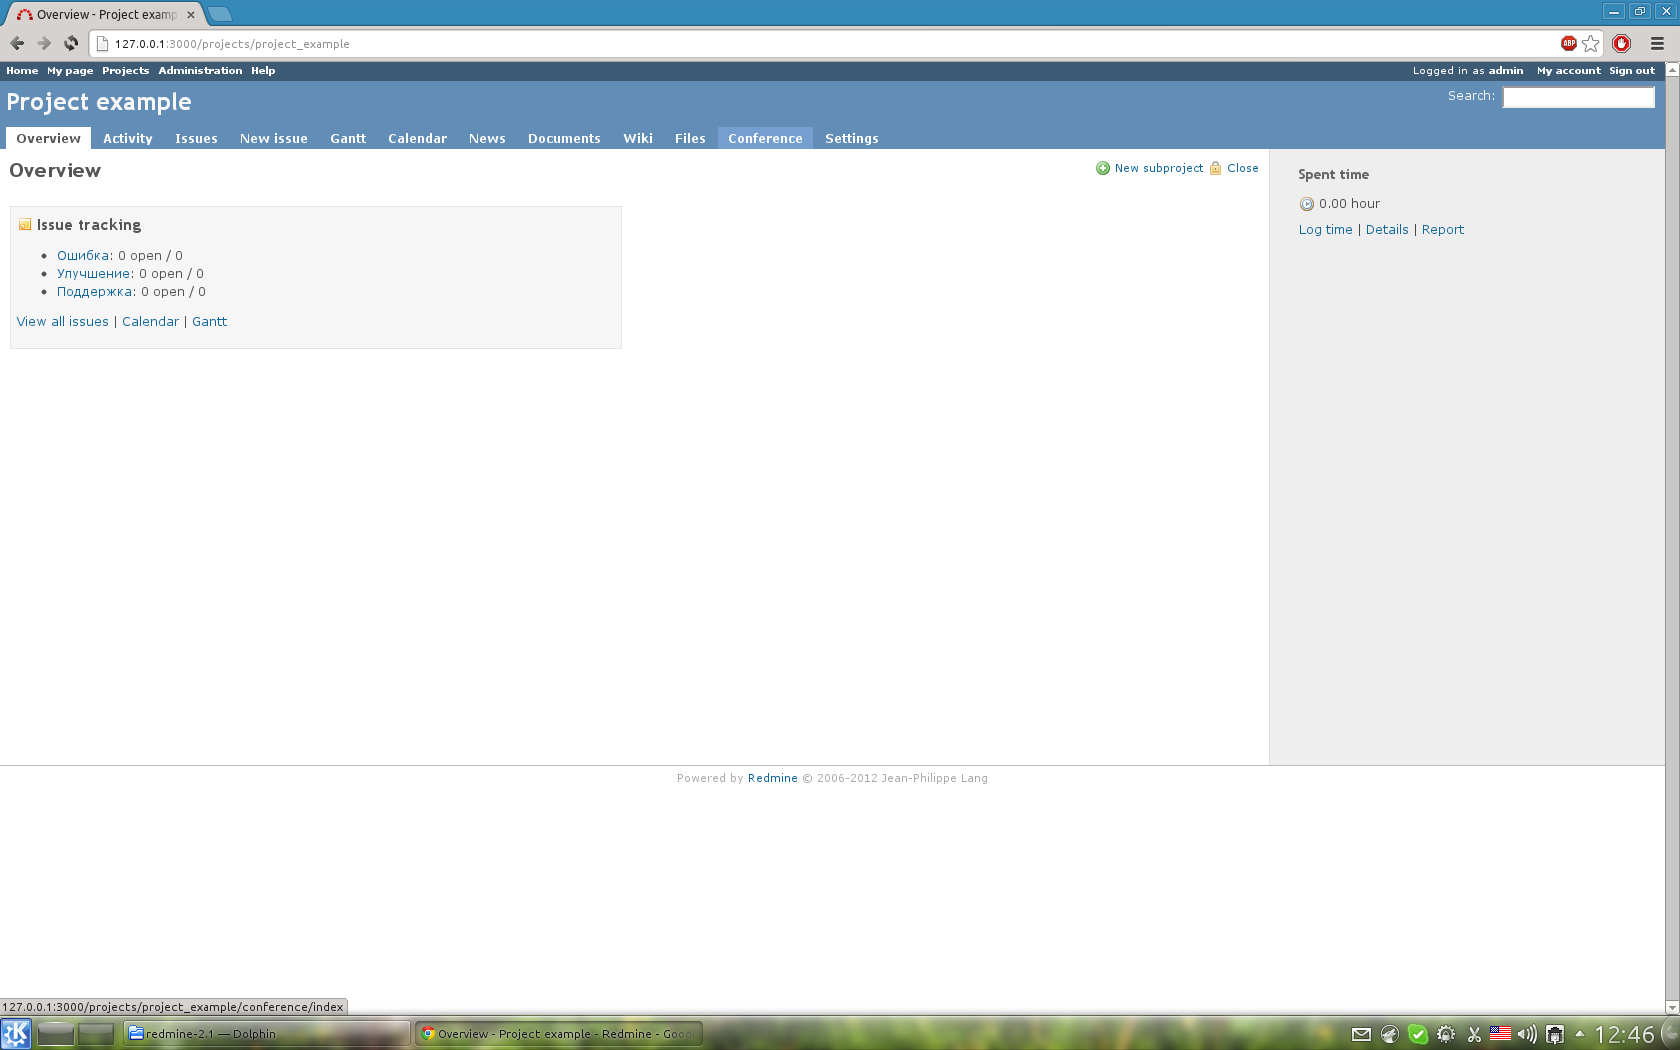 Overview - Project examp
127.0.0.1:3000/projects/project_example
ABP
Home My page Projects Administration Help
Logged in as admin My account Sign out
Project example
Search:
Overview Activity Issues New issue Gantt Calendar News Documents Wiki Files Conference Settings
Overview
New subproject Close
Issue tracking
Ошибка: 0 open / 0
Улучшение: 0 open / 0
Поддержка: 0 open / 0
View all issues | Calendar | Gantt
Spent time
0.00 hour
Log time | Details | Report
Powered by Redmine © 2006-2012 Jean-Philippe Lang
127.0.0.1:3000/projects/project_example/conference/index
redmine-2.1 — Dolphin
Overview - Project example - Redmine - Goo
12:46